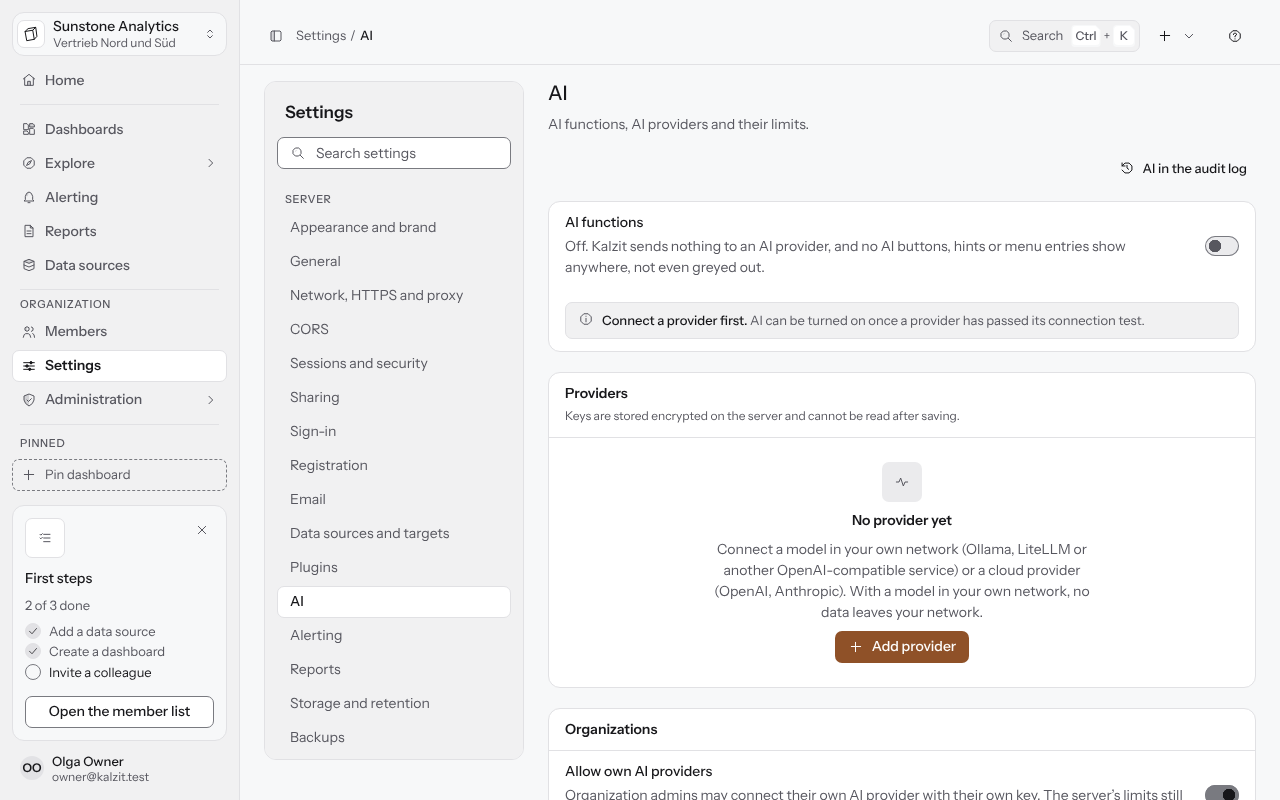 Sunstone Analytics
Vertrieb Nord und Süd
Home
Dashboards
Explore
Alerting
Reports
Data sources
ORGANIZATION
Members
Settings
Administration
PINNED
Pin dashboard
First steps
2 of 3 done
Add a data source
Create a dashboard
Invite a colleague
Open the member list
OO
Olga Owner
owner@kalzit.test
Settings / AI
Search Ctrl + K
Settings
Search settings
SERVER
Appearance and brand
General
Network, HTTPS and proxy
CORS
Sessions and security
Sharing
Sign-in
Registration
Email
Data sources and targets
Plugins
AI
Alerting
Reports
Storage and retention
Backups
AI
AI functions, AI providers and their limits.
AI in the audit log
AI functions
Off. Kalzit sends nothing to an AI provider, and no AI buttons, hints or menu entries show
anywhere, not even greyed out.
Connect a provider first. AI can be turned on once a provider has passed its connection test.
Providers
Keys are stored encrypted on the server and cannot be read after saving.
No provider yet
Connect a model in your own network (Ollama, LiteLLM or
another OpenAI-compatible service) or a cloud provider
(OpenAI, Anthropic). With a model in your own network, no
data leaves your network.
Add provider
Organizations
Allow own AI providers
Organization admins may connect their own AI provider with their own key. The server's limits still